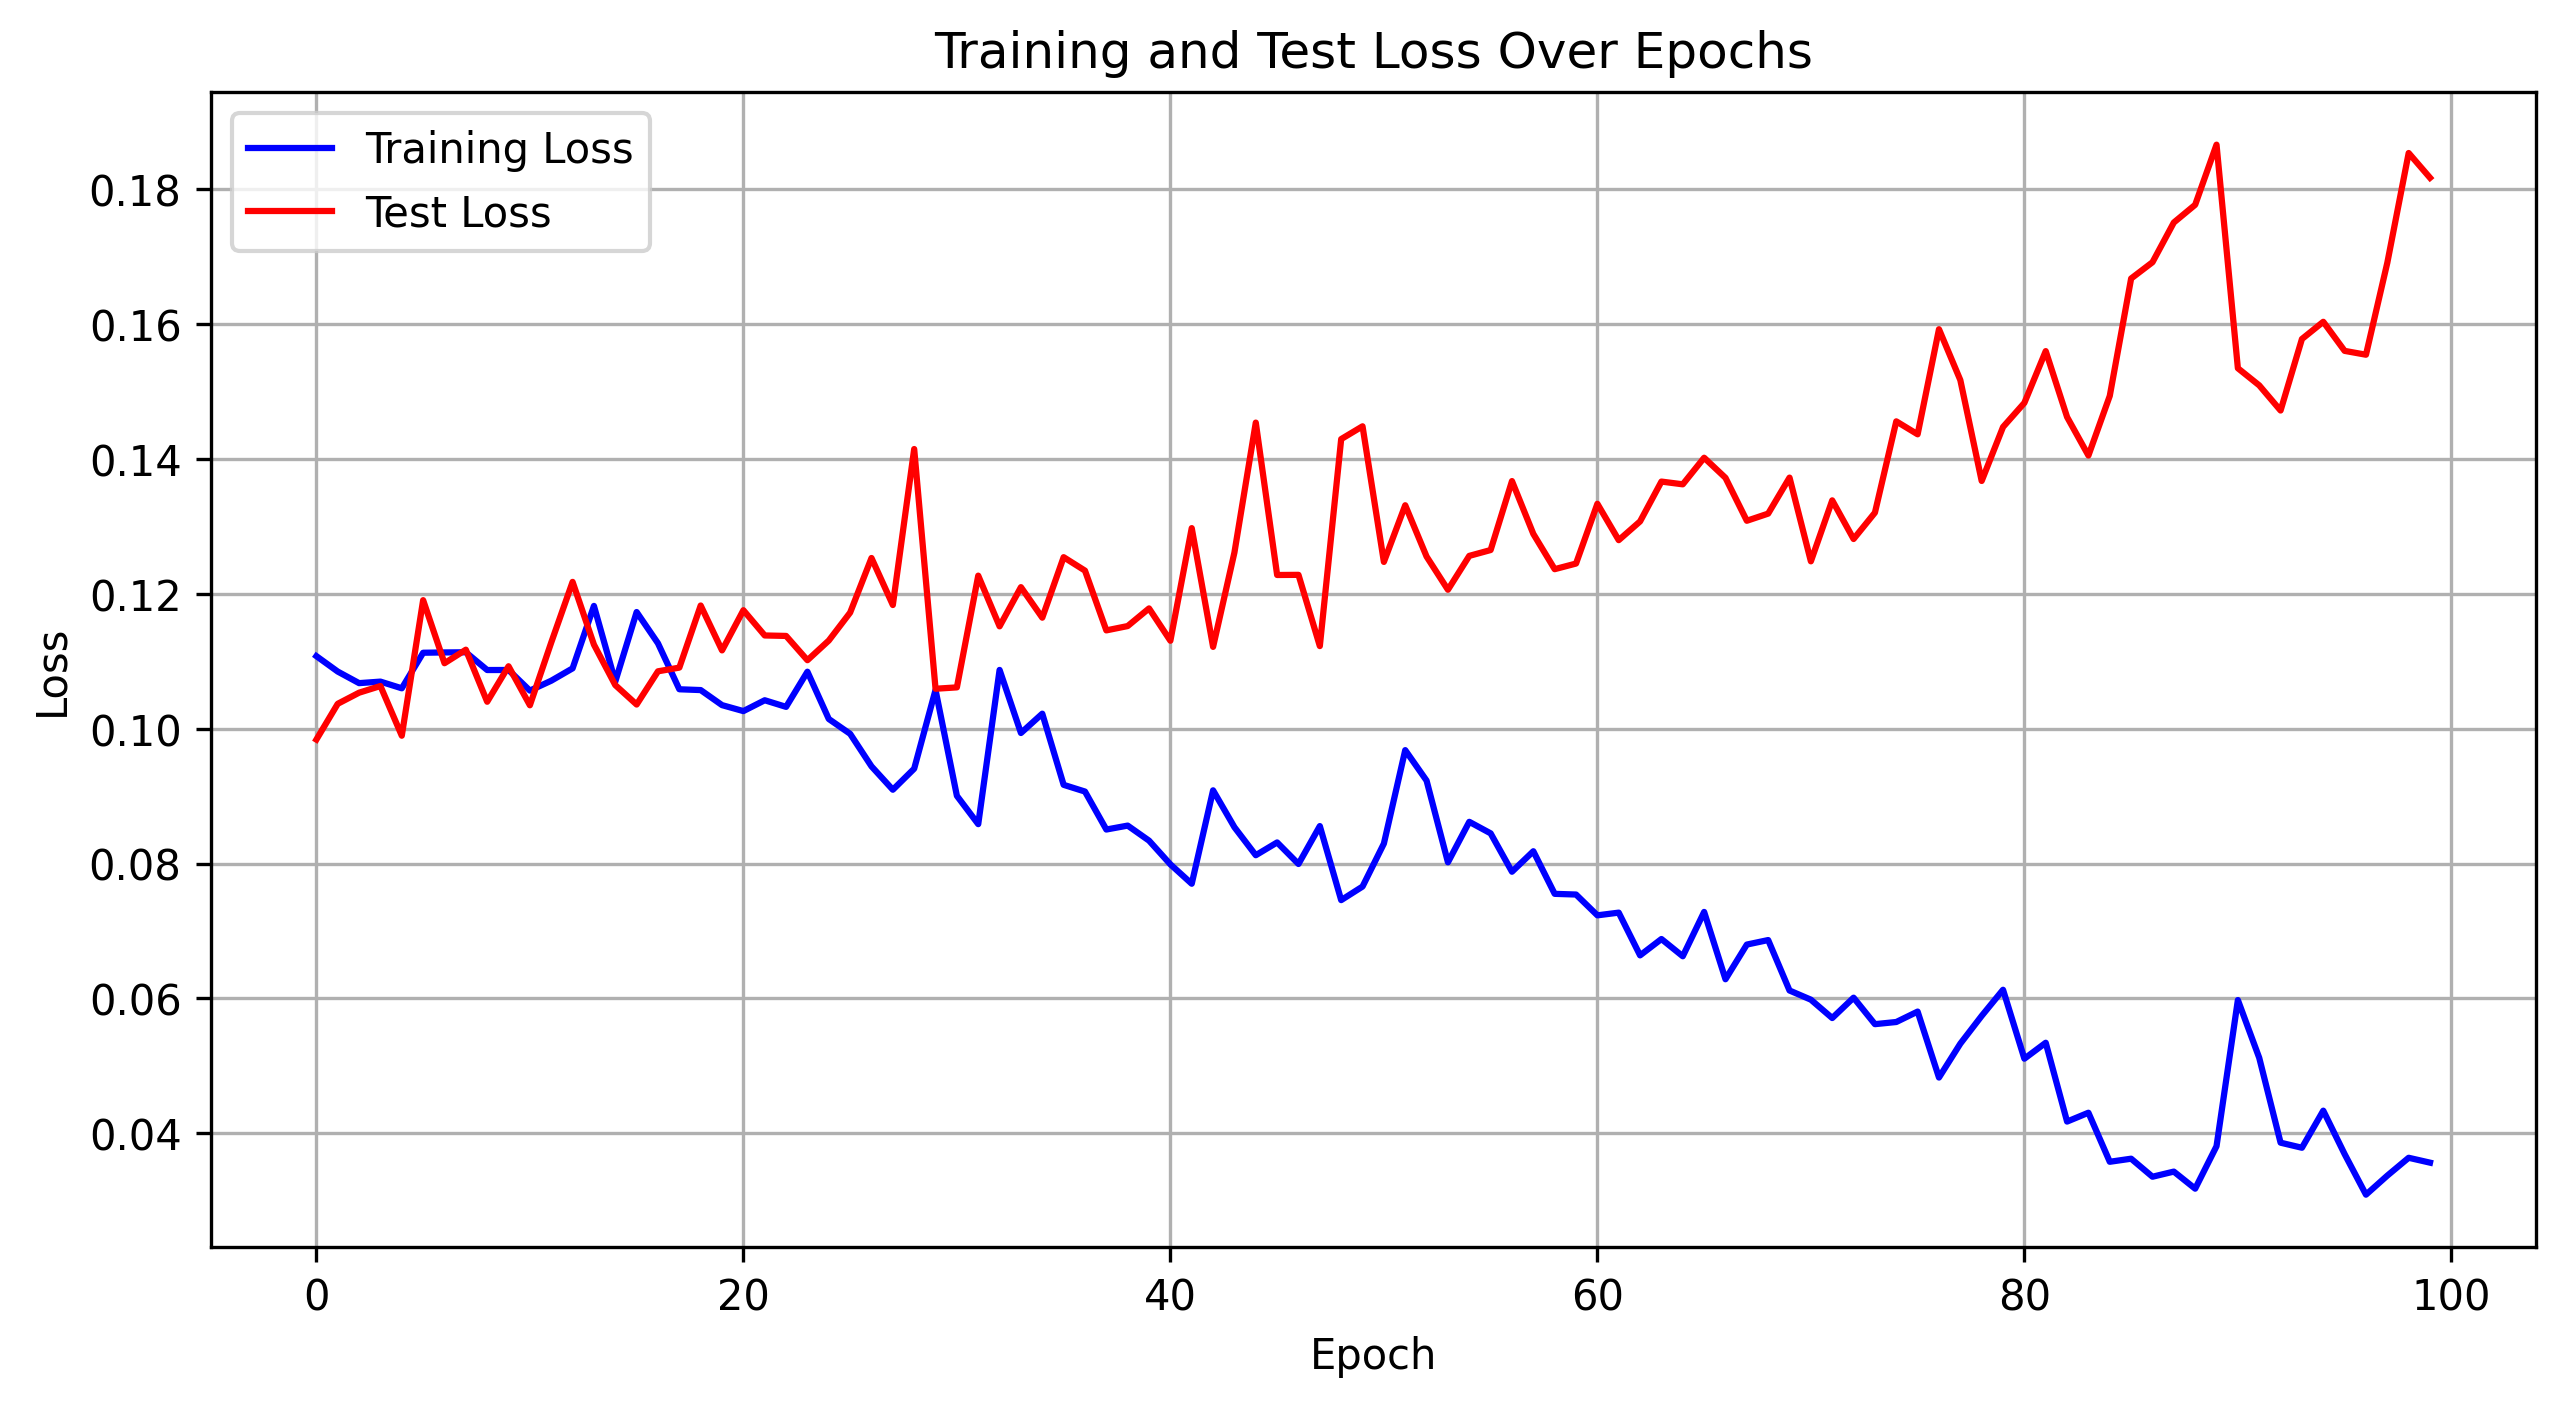 Training and Test Loss Over Epochs
Training Loss
Test Loss
0.18
0.16
0.14
0.12
0.10
0.08
0.06
0.04
Loss
0 20 40 60 80 100
Epoch